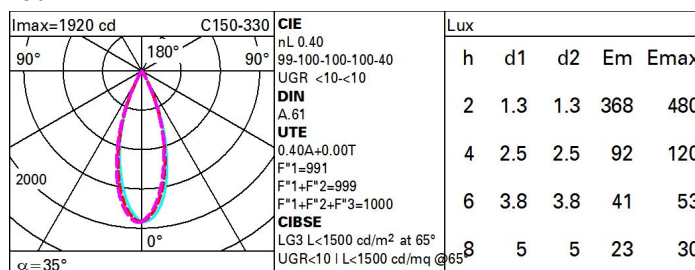 Imax=1920 cd C150-330
90° 180° 90°
2000
0°
α=35°
CIE
nL 0.40
99-100-100-100-40
UGR <10-<10
DIN
A.61
UTE
0.40A+0.00T
F"1=991
F"1+F"2=999
F"1+F"2+F"3=1000
CIBSE
LG3 L<1500 cd/m² at 65°
UGR<10 | L<1500 cd/mq @65°
Lux
h d1 d2 Em Emax
2 1.3 1.3 368 480
4 2.5 2.5 92 120
6 3.8 3.8 41 53
8 5 5 23 30